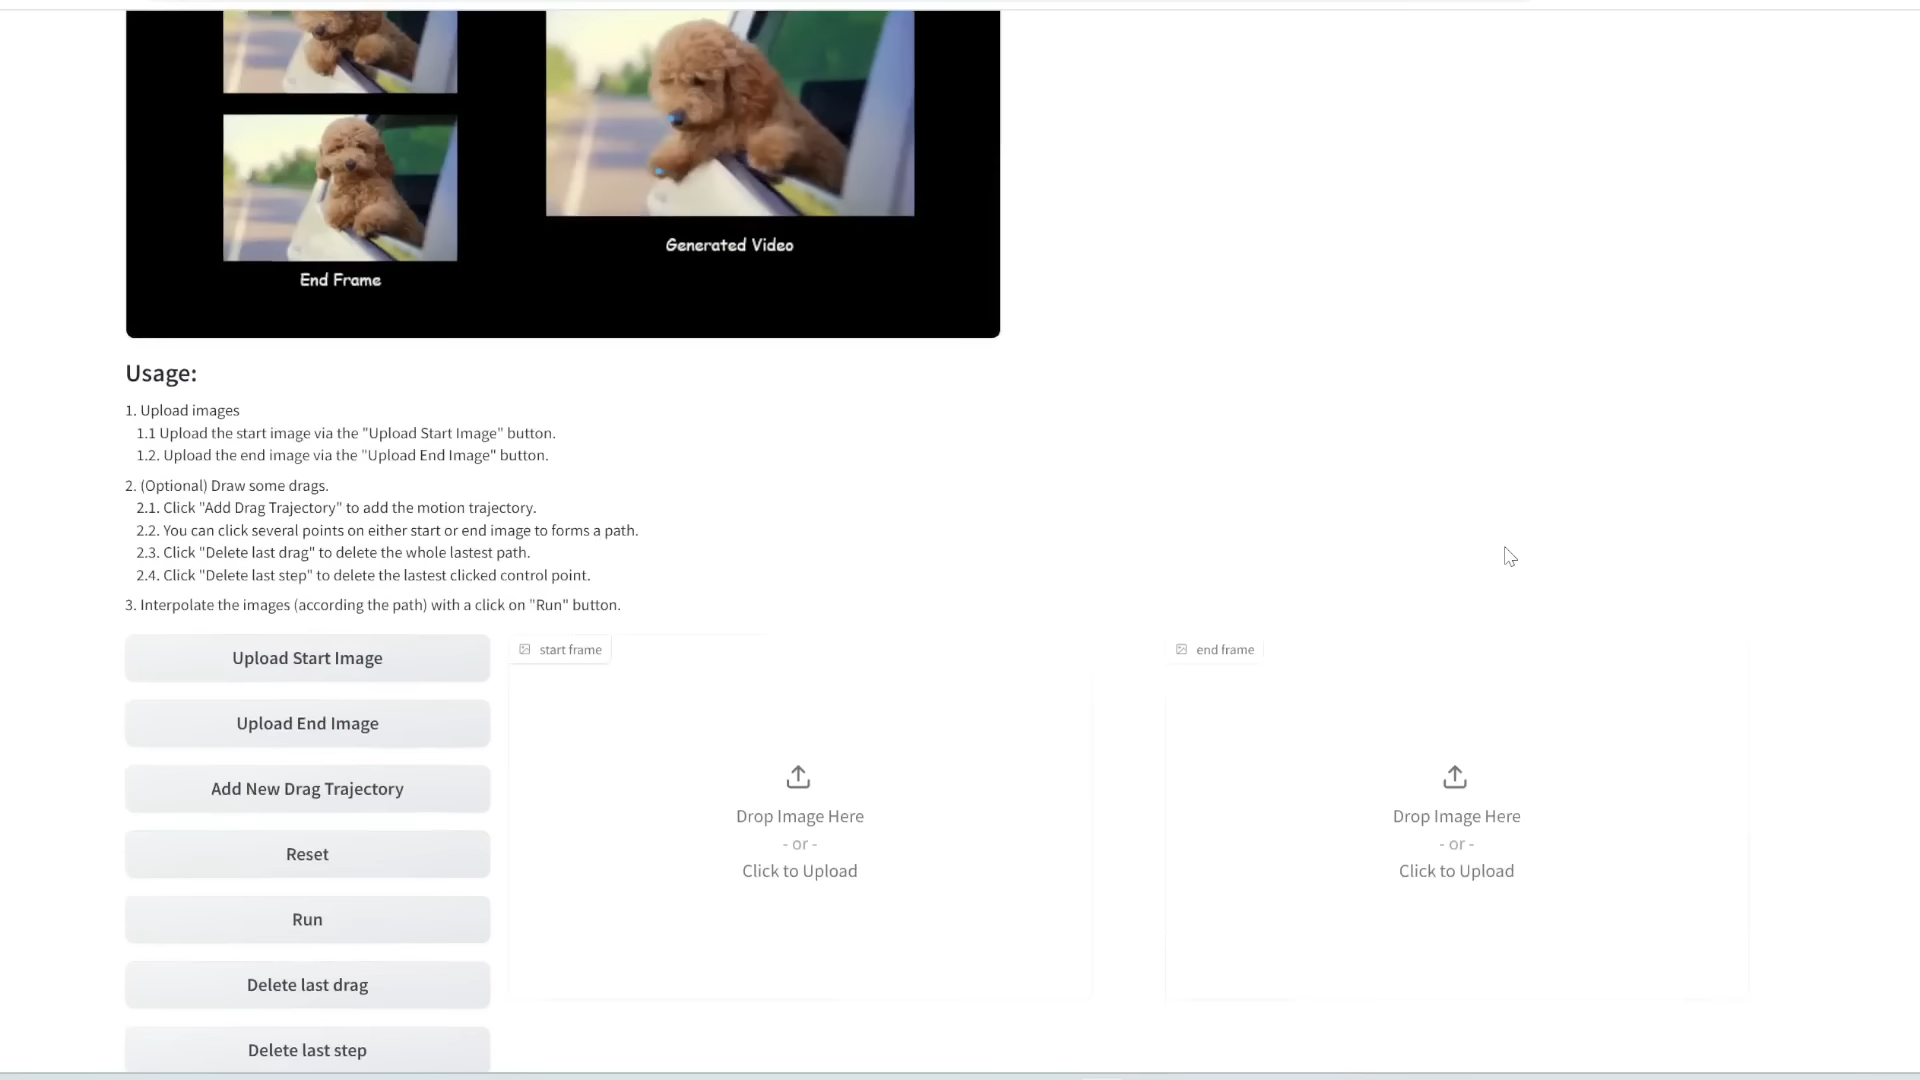 Generated Video
End Frame
Usage:
1. Upload images
1.1 Upload the start image via the "Upload Start Image" button.
1.2. Upload the end image via the "Upload End Image" button.
2. (Optional) Draw some drags.
2.1. Click "Add Drag Trajectory" to add the motion trajectory.
2.2. You can click several points on either start or end image to forms a path.
2.3. Click "Delete last drag" to delete the whole lastest path.
2.4. Click "Delete last step" to delete the lastest clicked control point.
3. Interpolate the images (according the path) with a click on "Run" button.
Upload Start Image
Upload End Image
Add New Drag Trajectory
Reset
Run
Delete last drag
Delete last step
start frame
Drop Image Here
- or -
Click to Upload
end frame
Drop Image Here
- or -
Click to Upload